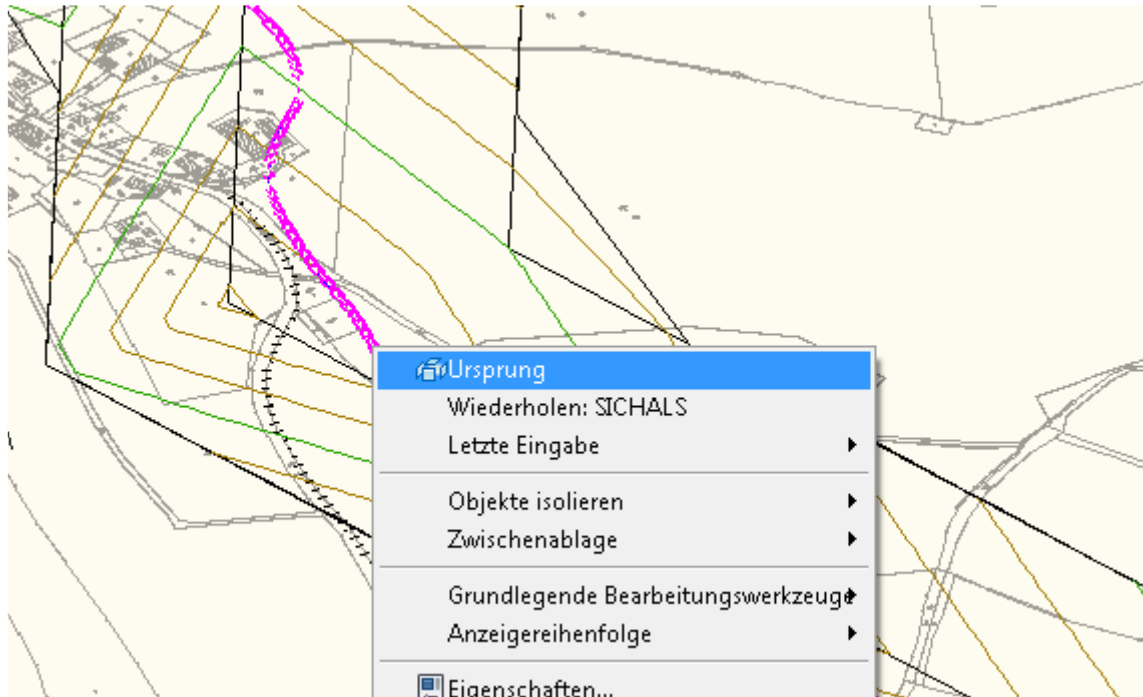 Ursprung
Wiederholen: SICHALS
Letzte Eingabe
Objekte isolieren
Zwischenablage
Grundlegende Bearbeitungswerkzeuge
Anzeigereihenfolge
Eigenschaften...